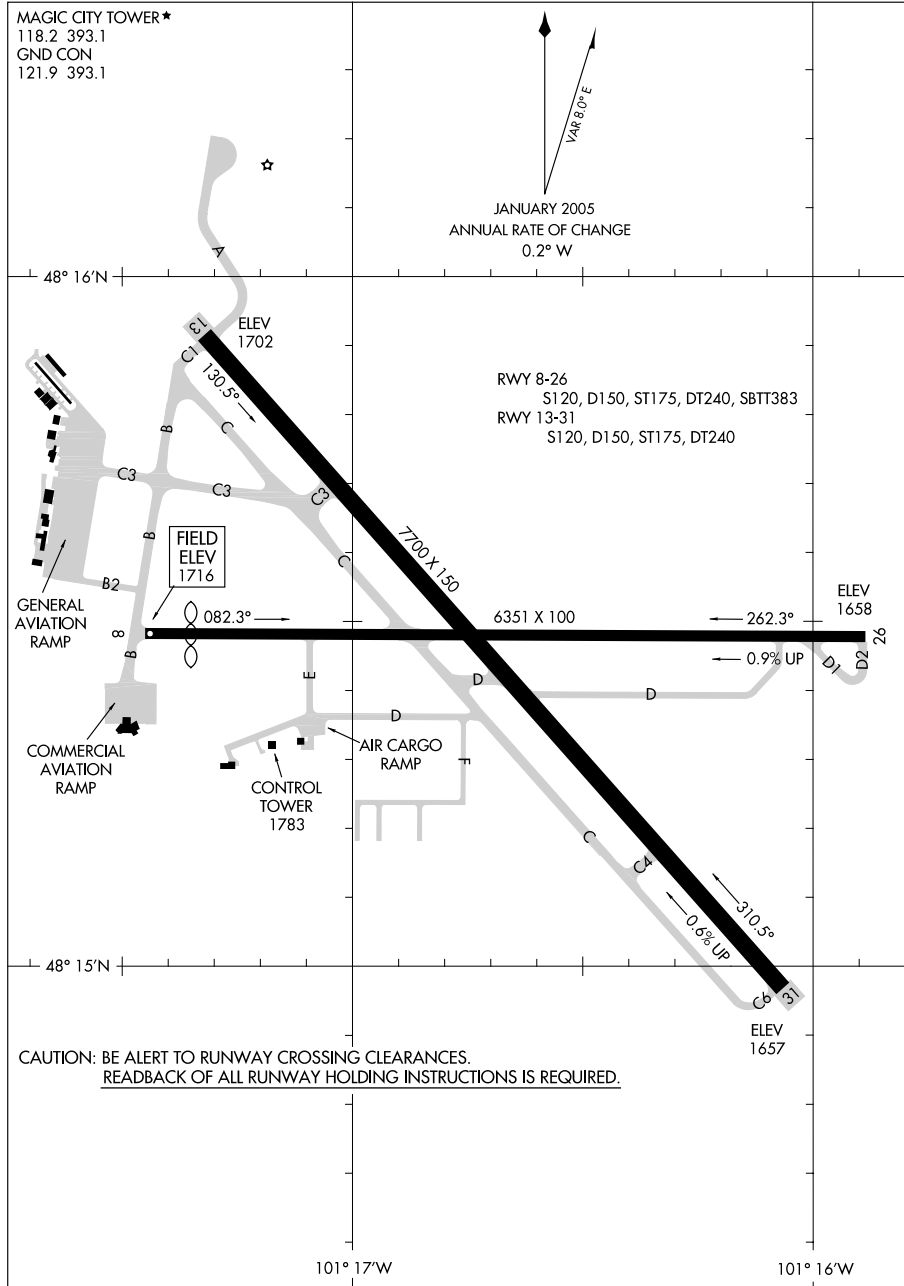 MAGIC CITY TOWER★
118.2 393.1
GND CON
121.9 393.1
VAR 8.0° E
JANUARY 2005
ANNUAL RATE OF CHANGE
0.2° W
48° 16'N
A
13
ELEV
1702
C1
130.5°
RWY 8-26
S120, D150, ST175, DT240, SBTT383
RWY 13-31
S120, D150, ST175, DT240
B
C
C3
C3
C3
B
C
7700 X 150
FIELD
ELEV
1716
B2
GENERAL
AVIATION
RAMP
8
082.3°
6351 X 100
262.3°
ELEV
1658
26
0.9% UP
B
E
D
D
D1
D2
D
COMMERCIAL
AVIATION
RAMP
AIR CARGO
RAMP
F
CONTROL
TOWER
1783
C
C4
310.5°
0.6% UP
48° 15'N
C6
31
ELEV
1657
CAUTION: BE ALERT TO RUNWAY CROSSING CLEARANCES.
READBACK OF ALL RUNWAY HOLDING INSTRUCTIONS IS REQUIRED.
101° 17'W
101° 16'W